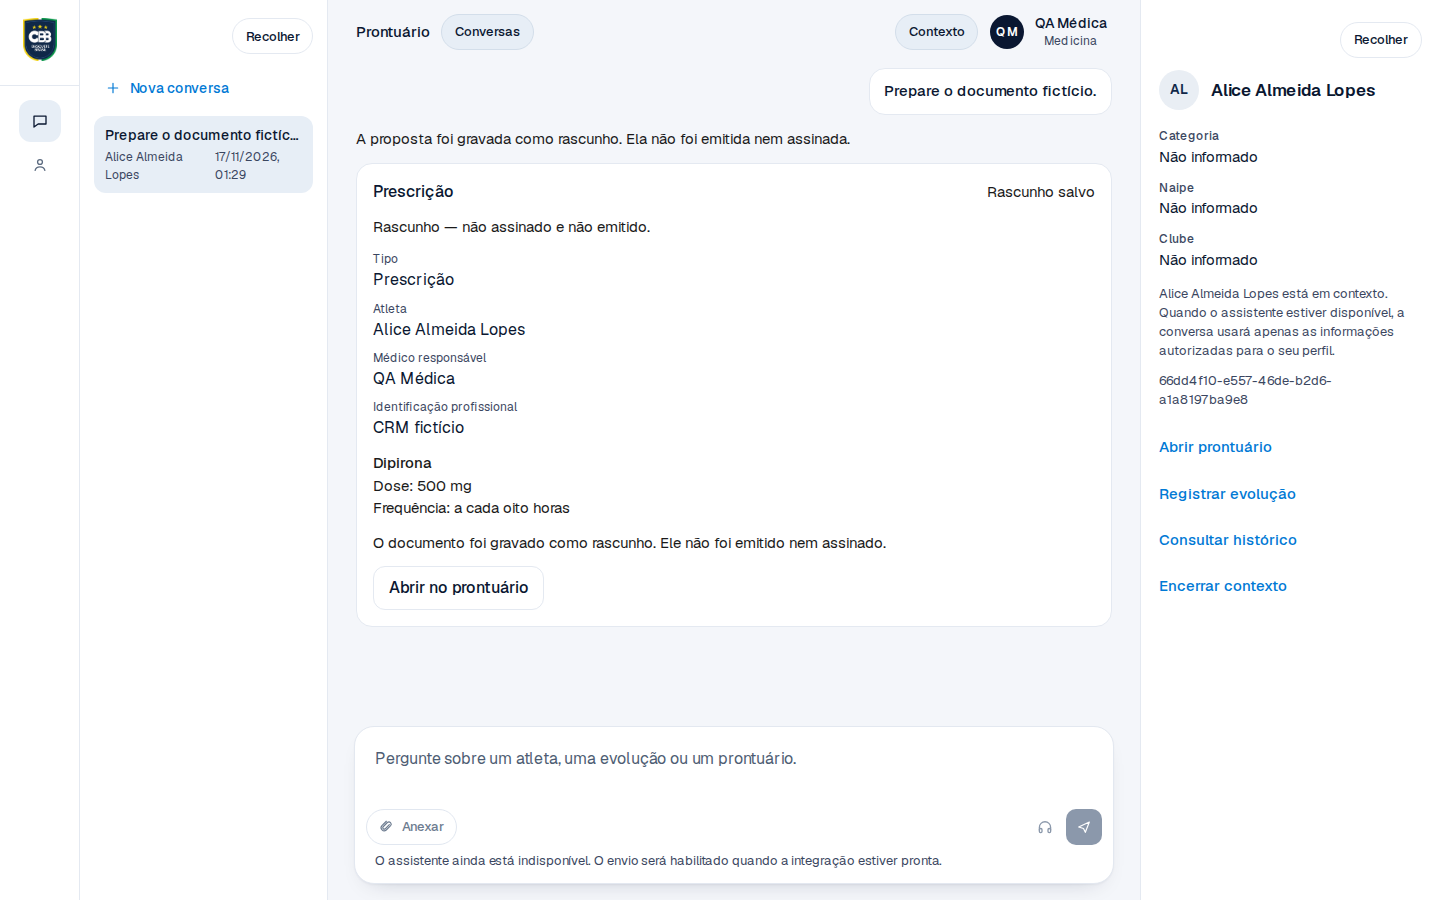 CBB
Recolher
Nova conversa
Prepare o documento fictíc...
Alice Almeida Lopes
17/11/2026, 01:29
Prontuário
Conversas
Contexto
QM
QA Médica
Medicina
Prepare o documento fictício.
A proposta foi gravada como rascunho. Ela não foi emitida nem assinada.
Prescrição
Rascunho salvo
Rascunho — não assinado e não emitido.
Tipo
Prescrição
Atleta
Alice Almeida Lopes
Médico responsável
QA Médica
Identificação profissional
CRM fictício
Dipirona
Dose: 500 mg
Frequência: a cada oito horas
O documento foi gravado como rascunho. Ele não foi emitido nem assinado.
Abrir no prontuário
Pergunte sobre um atleta, uma evolução ou um prontuário.
Anexar
O assistente ainda está indisponível. O envio será habilitado quando a integração estiver pronta.
Recolher
AL
Alice Almeida Lopes
Categoria
Não informado
Naipe
Não informado
Clube
Não informado
Alice Almeida Lopes está em contexto.
Quando o assistente estiver disponível, a
conversa usará apenas as informações
autorizadas para o seu perfil.
66dd4f10-e557-46de-b2d6-
a1a8197ba9e8
Abrir prontuário
Registrar evolução
Consultar histórico
Encerrar contexto